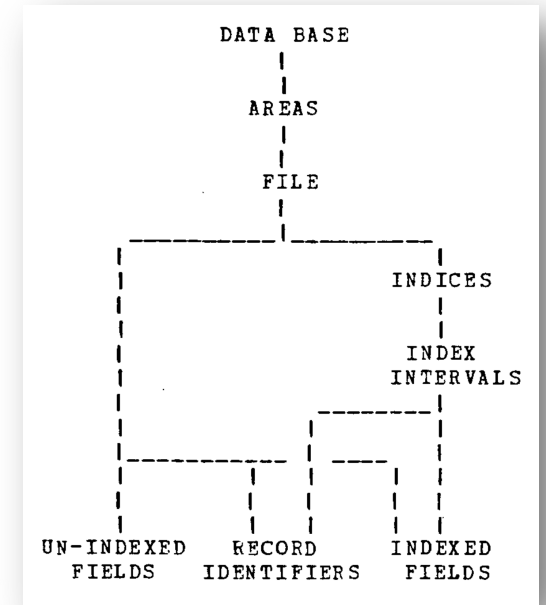 DATA BASE
AREAS
FILE
INDICES
INDEX
INTERVALS
UN-INDEXED RECORD INDEXED
FIELDS IDENTIFIERS FIELDS